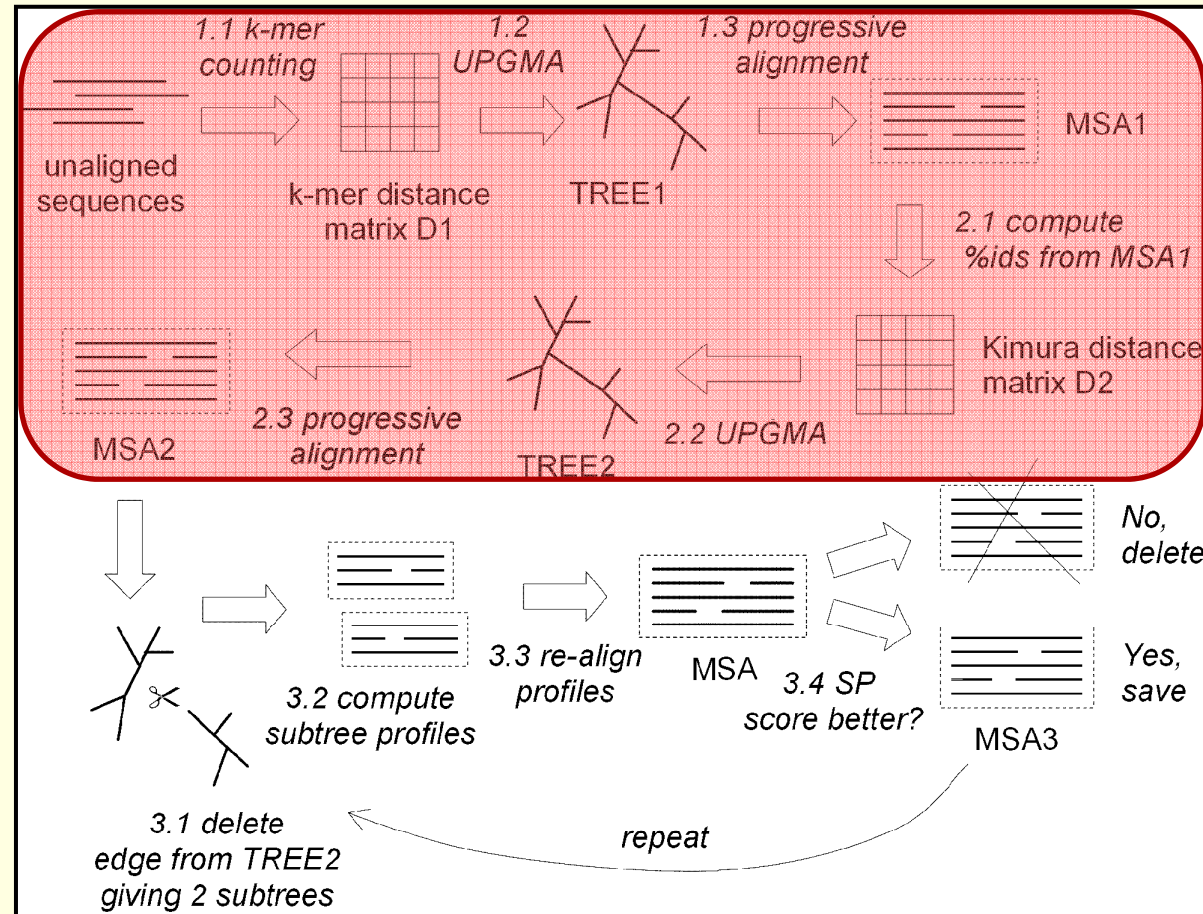 1.1 k-mer
counting
1.2
UPGMA
1.3 progressive
alignment
unaligned
sequences
k-mer distance
matrix D1
TREE1
MSA1
2.1 compute
%ids from MSA1
Kimura distance
matrix D2
2.2 UPGMA
TREE2
2.3 progressive
alignment
MSA2
3.1 delete
edge from TREE2
giving 2 subtrees
3.2 compute
subtree profiles
3.3 re-align
profiles
MSA
3.4 SP
score better?
No,
delete
Yes,
save
MSA3
repeat